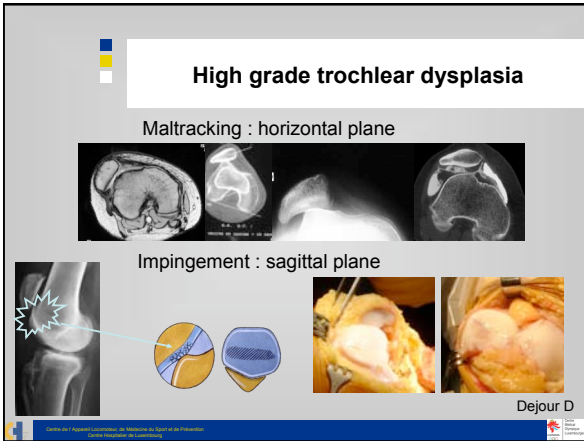 High grade trochlear dysplasia
Maltracking : horizontal plane
Impingement : sagittal plane
Dejour D
Centre de l'Appareil Locomoteur, de Médecine du Sport et de Prévention
Centre Hospitalier de Luxembourg